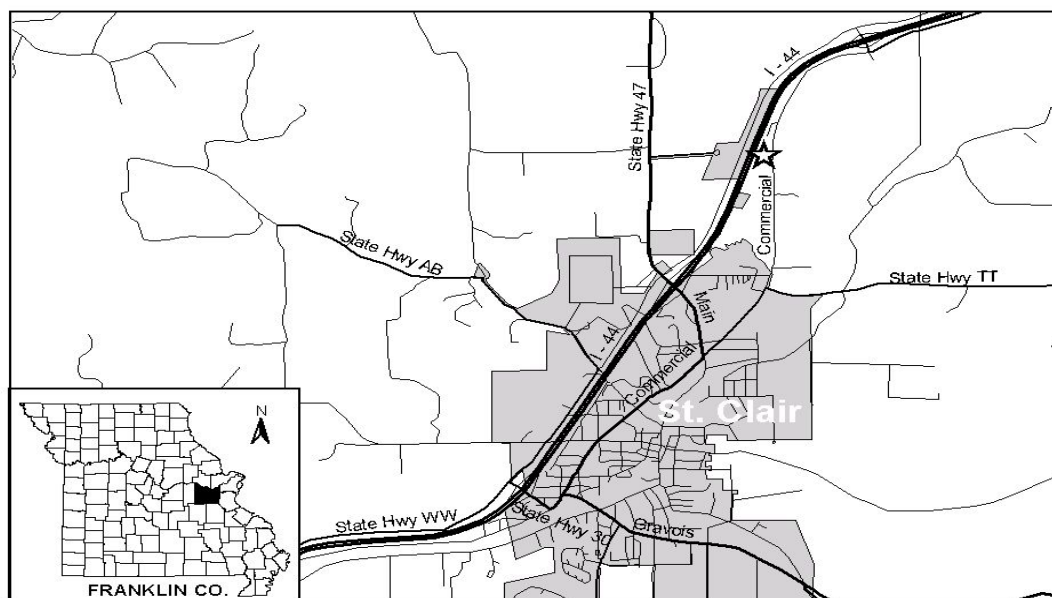 I - 44
State Hwy 47
Commercial
State Hwy AB
State Hwy TT
Main
I - 44
Commercial
St. Clair
N
State Hwy WW
State Hwy 30
Gravois
FRANKLIN CO.